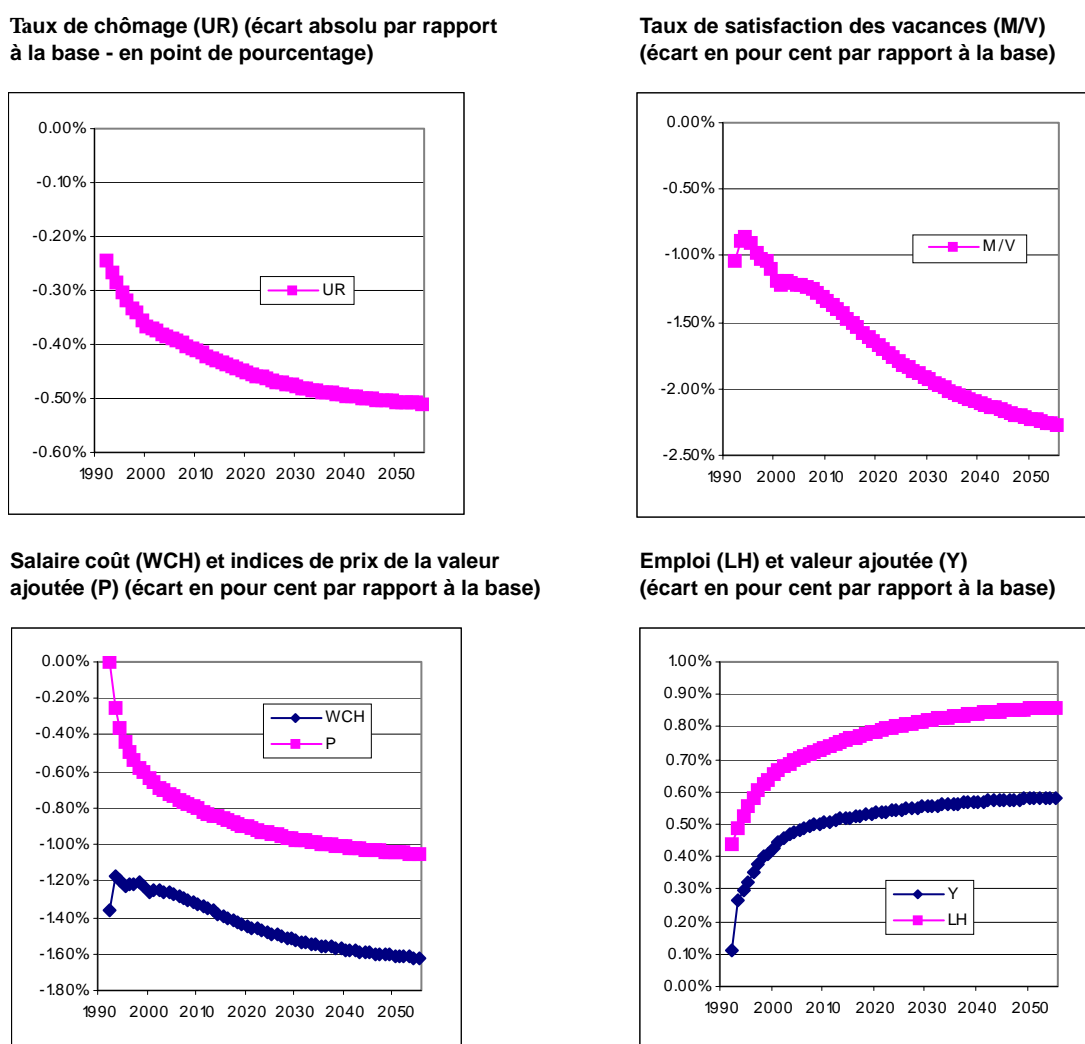 Taux de chômage (UR) (écart absolu par rapport
à la base - en point de pourcentage)
0.00%
-0.10%
-0.20%
-0.30%
-0.40%
-0.50%
-0.60%
1990 2000 2010 2020 2030 2040 2050
UR
Taux de satisfaction des vacances (M/V)
(écart en pour cent par rapport à la base)
0.00%
-0.50%
-1.00%
-1.50%
-2.00%
-2.50%
1990 2000 2010 2020 2030 2040 2050
M/V
Salaire coût (WCH) et indices de prix de la valeur
ajoutée (P) (écart en pour cent par rapport à la base)
0.00%
-0.20%
-0.40%
-0.60%
-0.80%
-1.00%
-1.20%
-1.40%
-1.60%
-1.80%
1990 2000 2010 2020 2030 2040 2050
WCH
P
Emploi (LH) et valeur ajoutée (Y)
(écart en pour cent par rapport à la base)
1.00%
0.90%
0.80%
0.70%
0.60%
0.50%
0.40%
0.30%
0.20%
0.10%
0.00%
1990 2000 2010 2020 2030 2040 2050
Y
LH